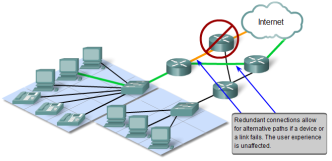 Internet
Redundant connections allow
for alternative paths if a device or
a link fails. The user experience
is unaffected.